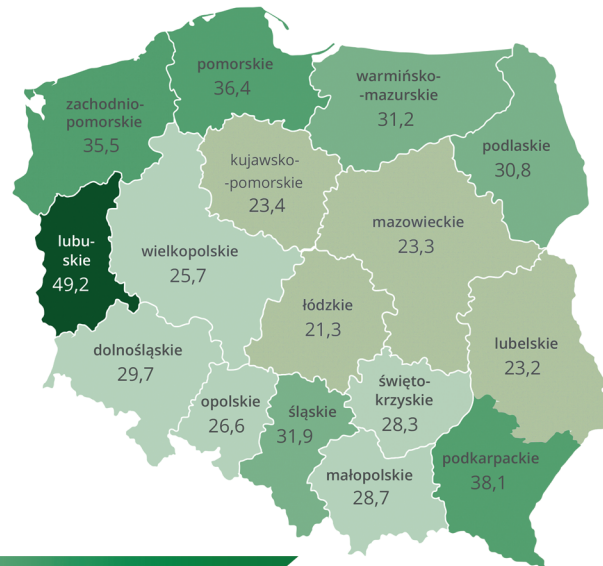 pomorskie
36,4
zachodnio-
pomorskie
35,5
warmińsko-
-mazurskie
31,2
podlaskie
30,8
kujawsko-
-pomorskie
23,4
mazowieckie
23,3
lubu-
skie
49,2
wielkopolskie
25,7
łódzkie
21,3
lubelskie
23,2
dolnośląskie
29,7
opolskie
26,6
śląskie
31,9
święto-
krzyskie
28,3
małopolskie
28,7
podkarpackie
38,1